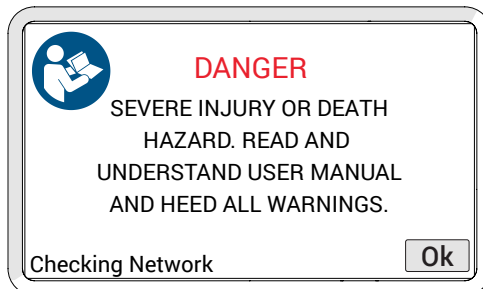 DANGER
SEVERE INJURY OR DEATH
HAZARD. READ AND
UNDERSTAND USER MANUAL
AND HEED ALL WARNINGS.
Checking Network
Ok